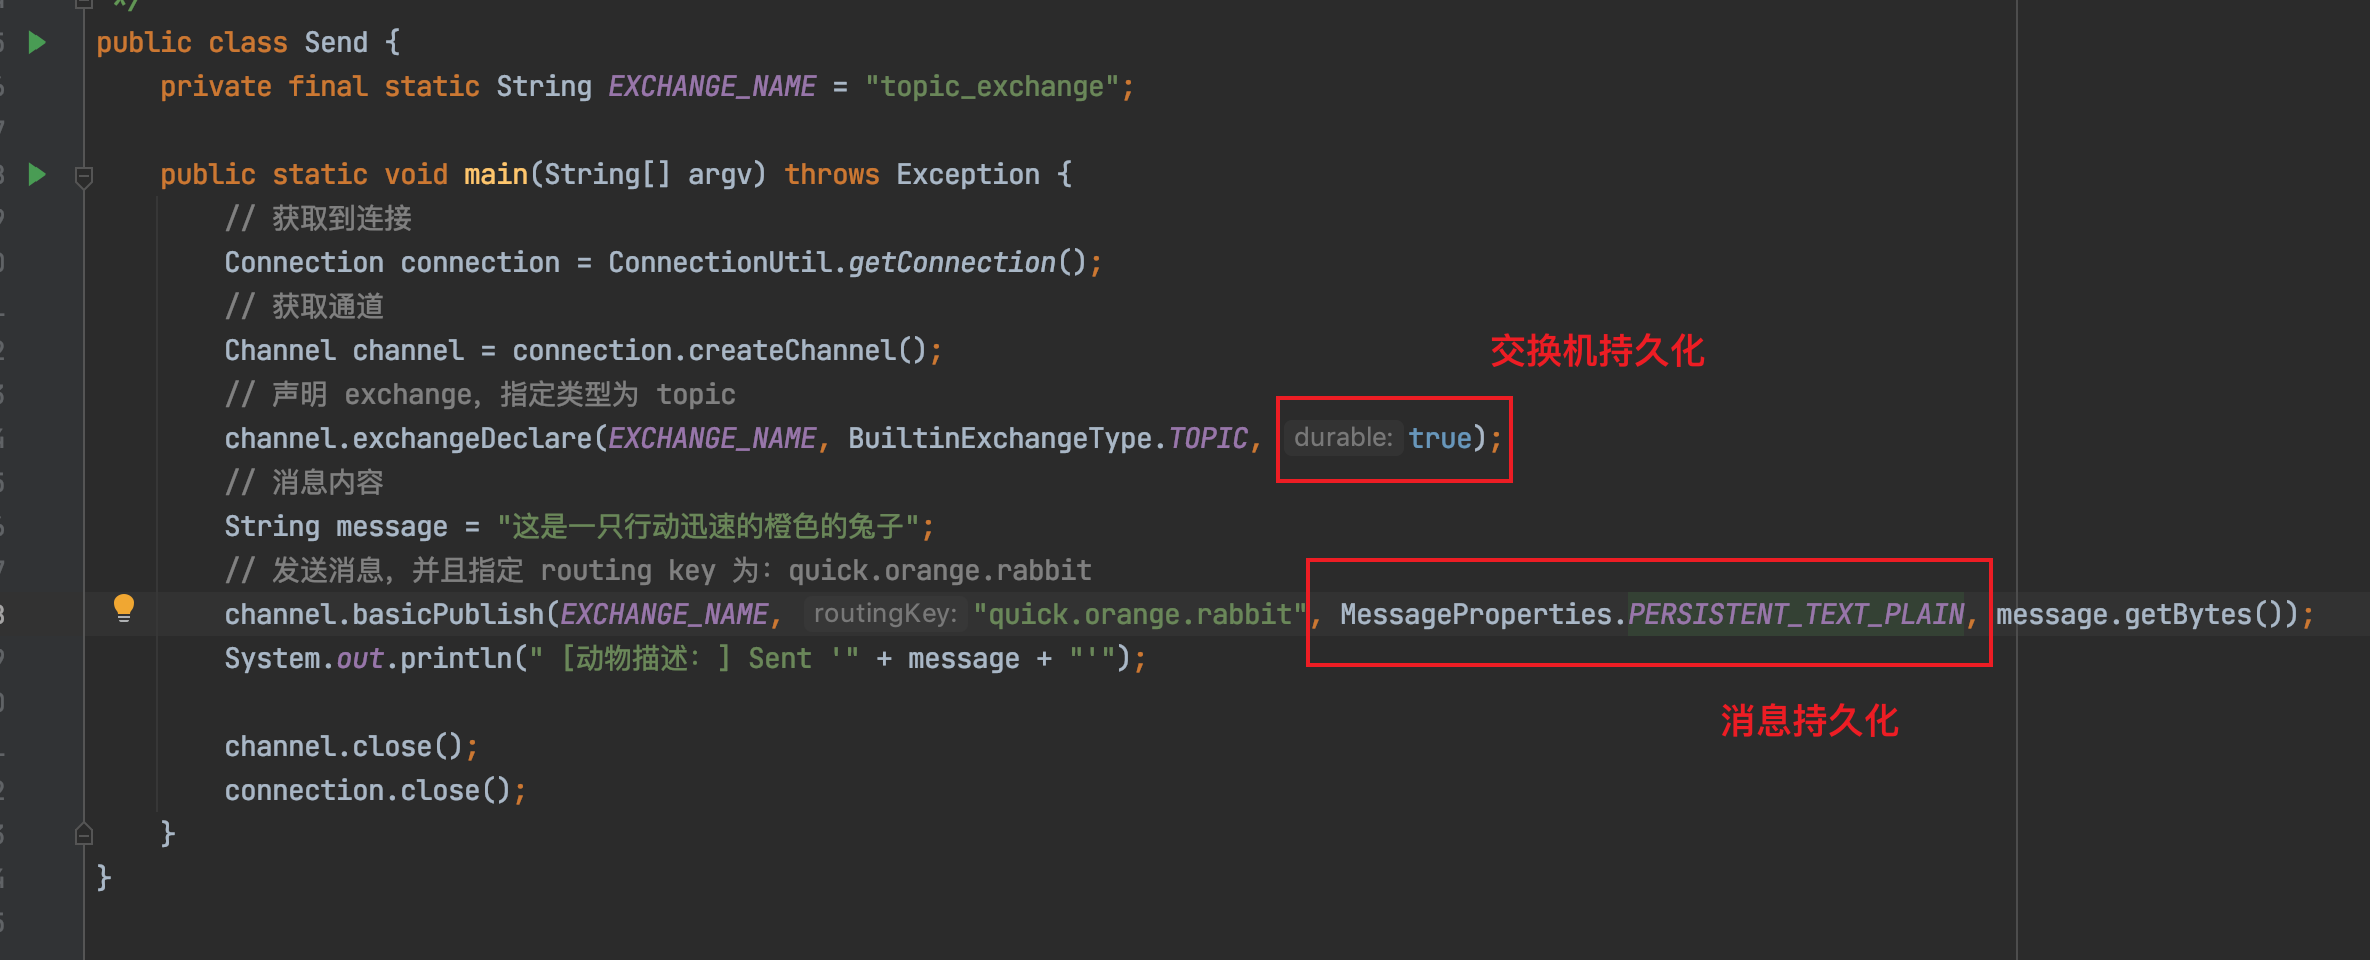 */
public class Send {
private final static String EXCHANGE_NAME = "topic_exchange";
public static void main(String[] argv) throws Exception {
// 获取到连接
Connection connection = ConnectionUtil.getConnection();
// 获取通道
Channel channel = connection.createChannel();
交换机持久化
// 声明 exchange，指定类型为 topic
channel.exchangeDeclare(EXCHANGE_NAME, BuiltinExchangeType.TOPIC, durable: true);
// 消息内容
String message = "这是一只行动迅速的橙色的兔子";
// 发送消息，并且指定 routing key 为：quick.orange.rabbit
channel.basicPublish(EXCHANGE_NAME, routingKey: "quick.orange.rabbit", MessageProperties.PERSISTENT_TEXT_PLAIN, message.getBytes());
System.out.println(" [动物描述：] Sent '" + message + "'");
消息持久化
channel.close();
connection.close();
}
}